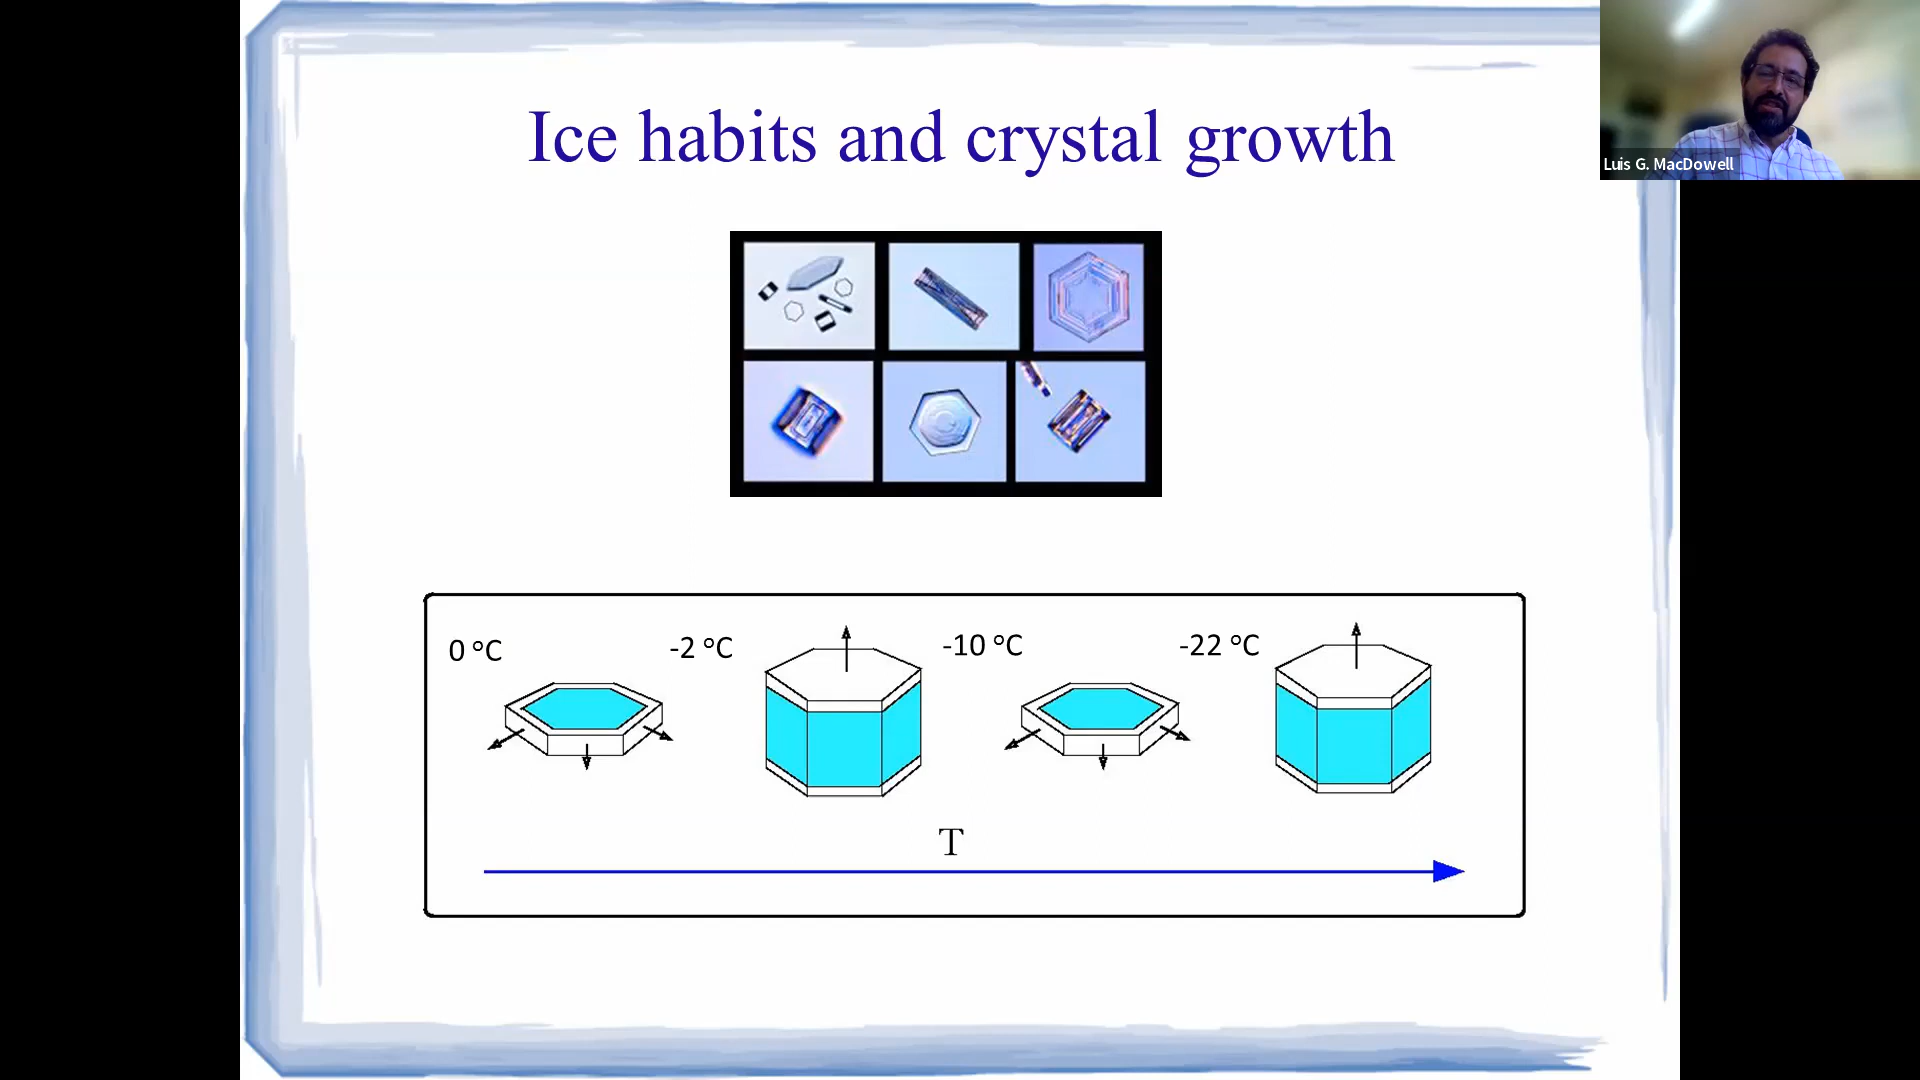 Ice habits and crystal growth
Luis G. MacDowell
0 °C
-2 °C
-10 °C
-22 °C
T